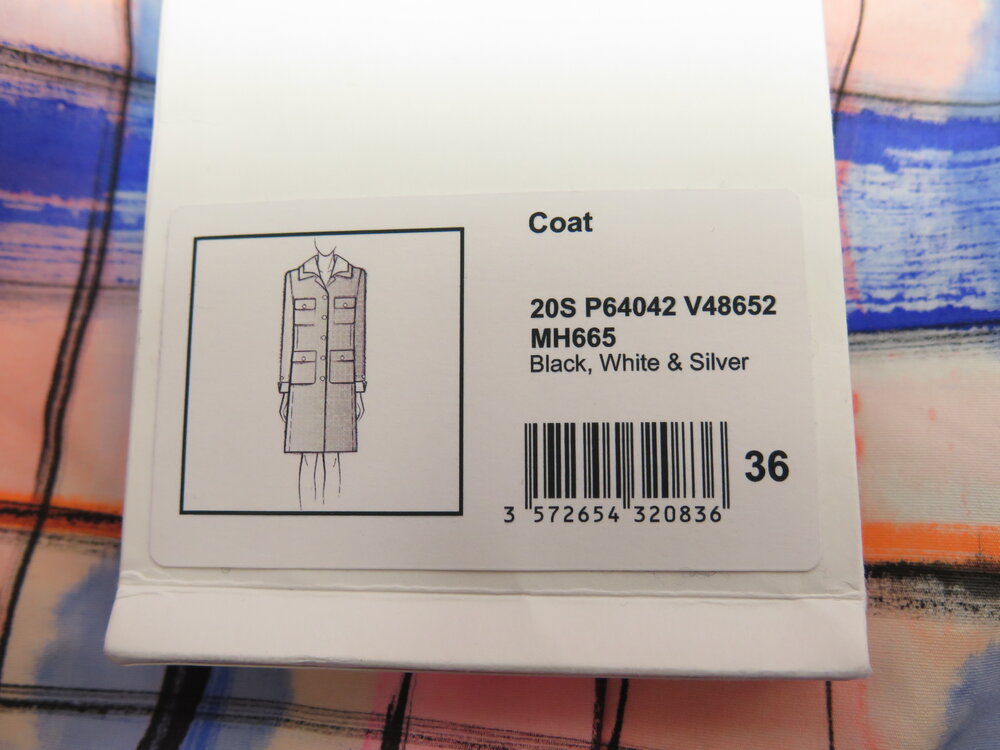 Coat
20S P64042 V48652
MH665
Black, White & Silver
36
3 572654 320836